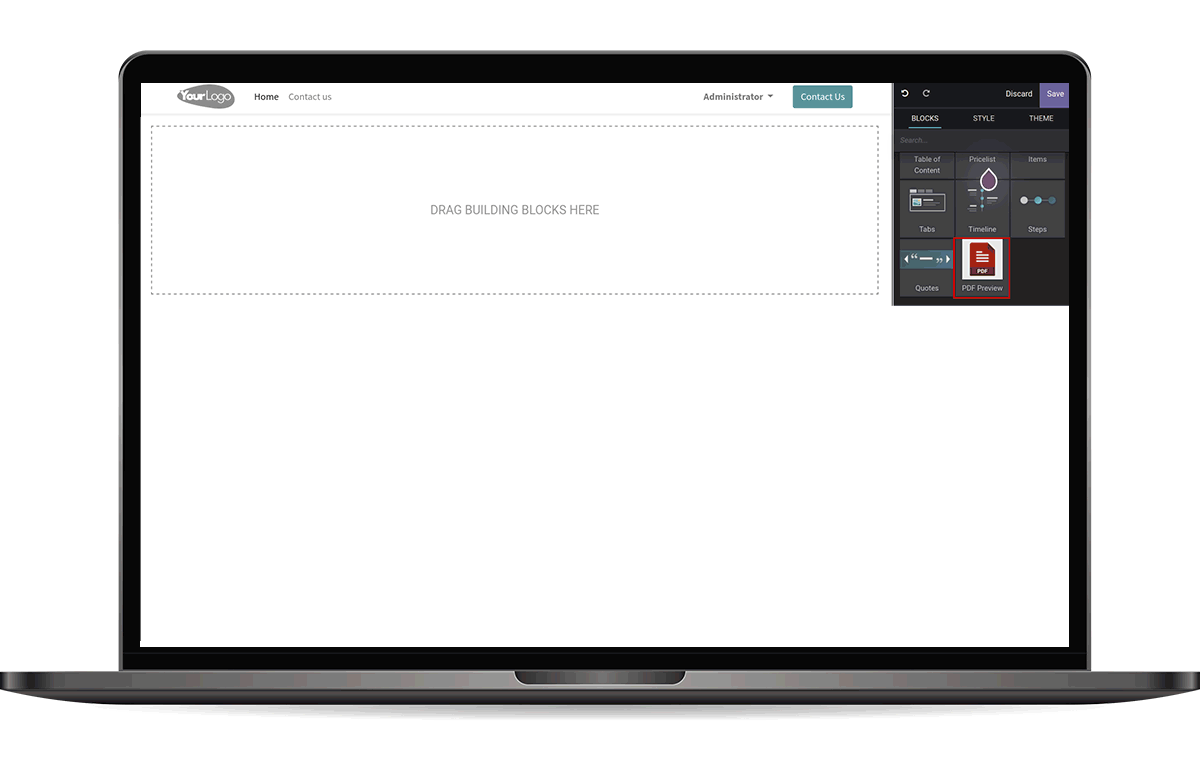 YourLogo Home Contact us Administrator Contact Us
Discard Save
BLOCKS STYLE THEME
Search...
Table of
Content
Pricelist
Items
Tabs
Timeline
Steps
Quotes
PDF
PDF Preview
DRAG BUILDING BLOCKS HERE